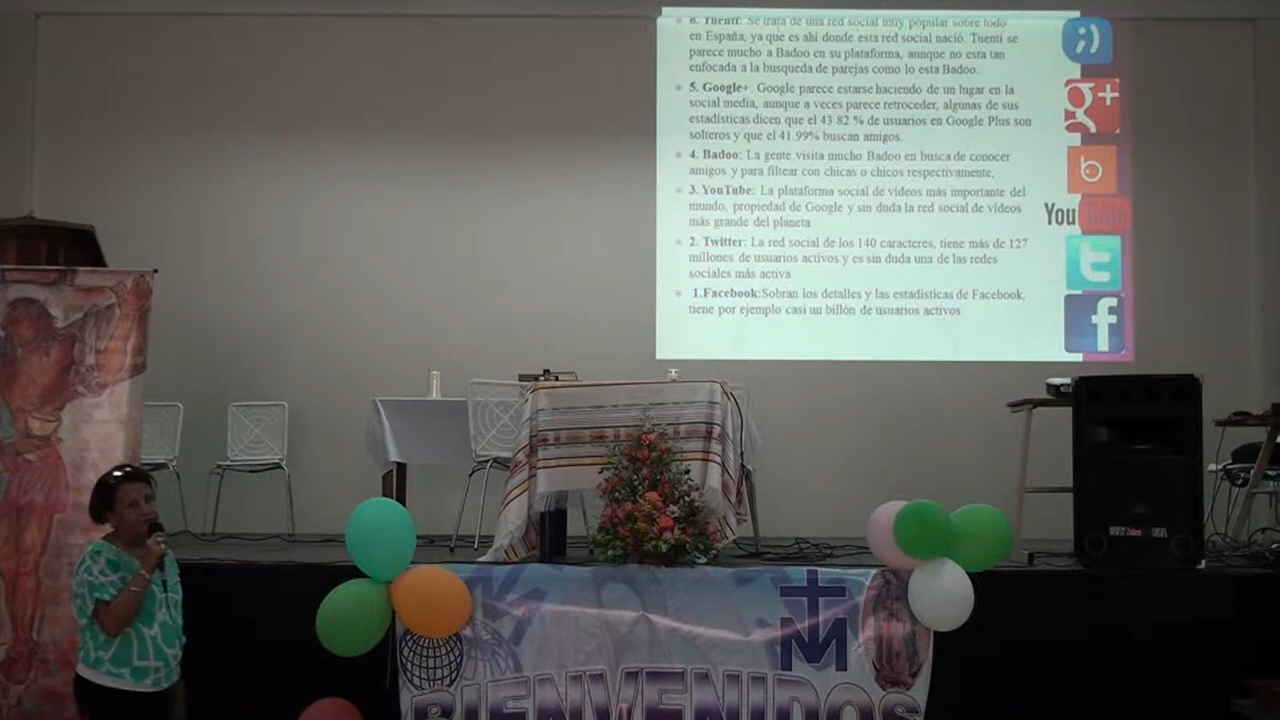 6. Tuenti: Se trata de una red social muy popular sobre todo
en España, ya que es ahí donde esta red social nació. Tuenti se
parece mucho a Badoo en su plataforma, aunque no esta tan
enfocada a la busqueda de parejas como lo esta Badoo.
5. Google+: Google parece estarse haciendo de un lugar en la
social media, aunque a veces parece retroceder, algunas de sus
estadísticas dicen que el 43.82 % de usuarios en Google Plus son
solteros y que el 41.99% buscan amigos.
4. Badoo: La gente visita mucho Badoo en busca de conocer
amigos y para filtear con chicas o chicos respectivamente,
3. YouTube: La plataforma social de vídeos más importante del
mundo, propiedad de Google y sin duda la red social de vídeos
más grande del planeta
2. Twitter: La red social de los 140 caracteres, tiene más de 127
millones de usuarios activos y es sin duda una de las redes
sociales más activa
1.Facebook:Sobran los detalles y las estadísticas de Facebook,
tiene por ejemplo casi un billón de usuarios activos
;)
g+
b
YouTube
t
f
M
BIENVENIDOS